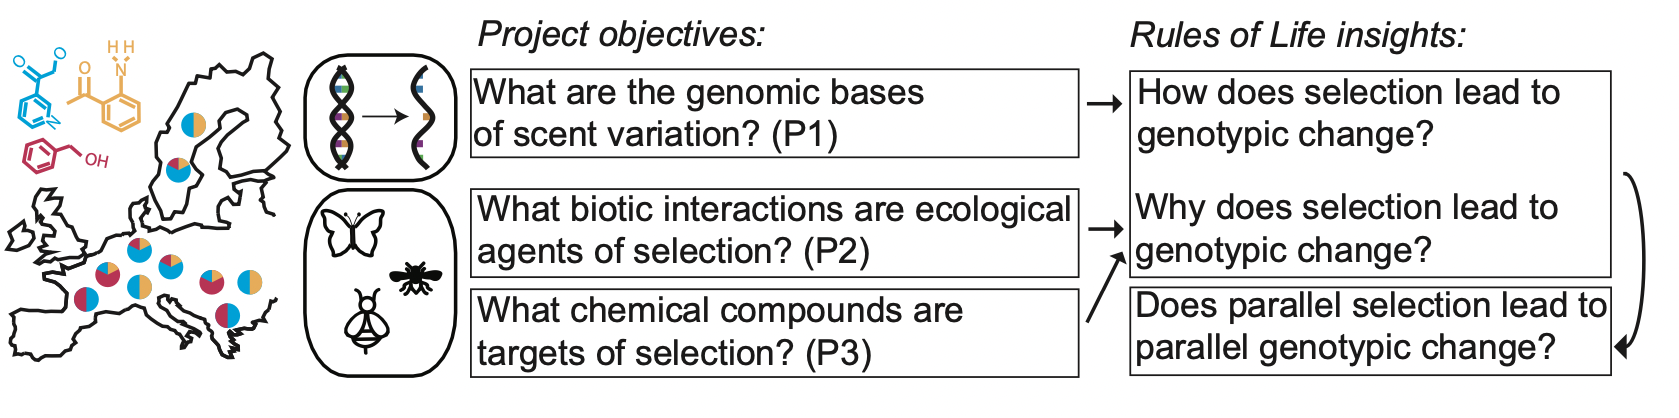 O
O
N
O
H H
N
OH
Project objectives:
What are the genomic bases
of scent variation? (P1)
What biotic interactions are ecological
agents of selection? (P2)
What chemical compounds are
targets of selection? (P3)
Rules of Life insights:
How does selection lead to
genotypic change?
Why does selection lead to
genotypic change?
Does parallel selection lead to
parallel genotypic change?